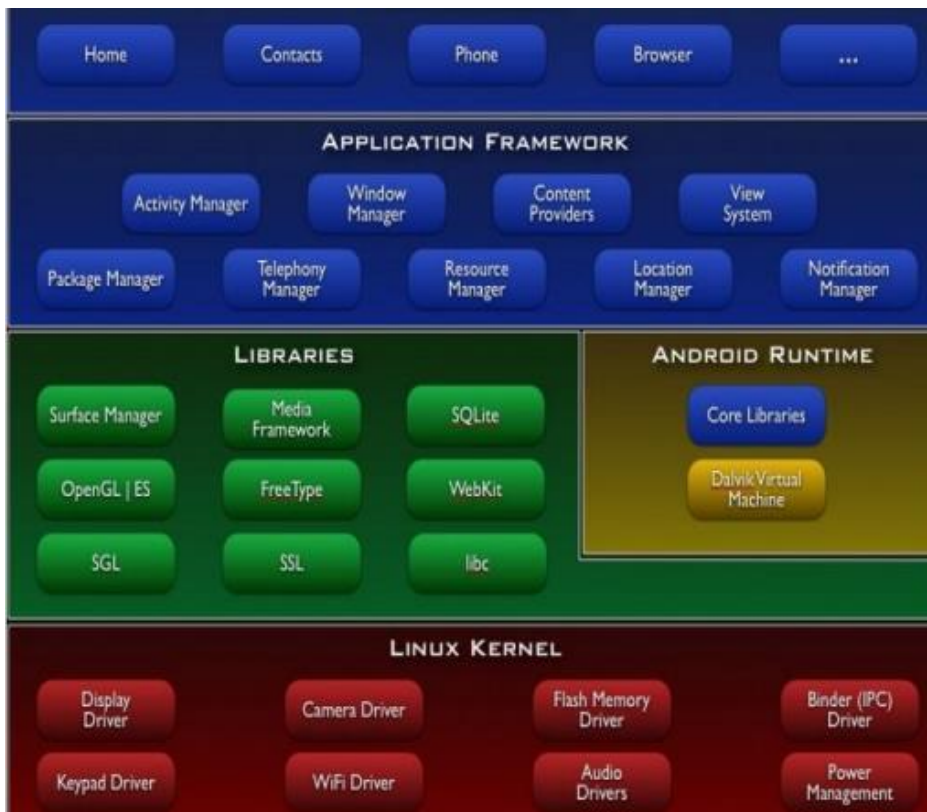 Home
Contacts
Phone
Browser
...
APPLICATION FRAMEWORK
Activity Manager
Window
Manager
Content
Providers
View
System
Package Manager
Telephony
Manager
Resource
Manager
Location
Manager
Notification
Manager
LIBRARIES
Surface Manager
Media
Framework
SQLite
OpenGL | ES
FreeType
WebKit
SGL
SSL
libc
ANDROID RUNTIME
Core Libraries
Dalvik Virtual
Machine
LINUX KERNEL
Display
Driver
Camera Driver
Flash Memory
Driver
Binder (IPC)
Driver
Keypad Driver
WiFi Driver
Audio
Drivers
Power
Management